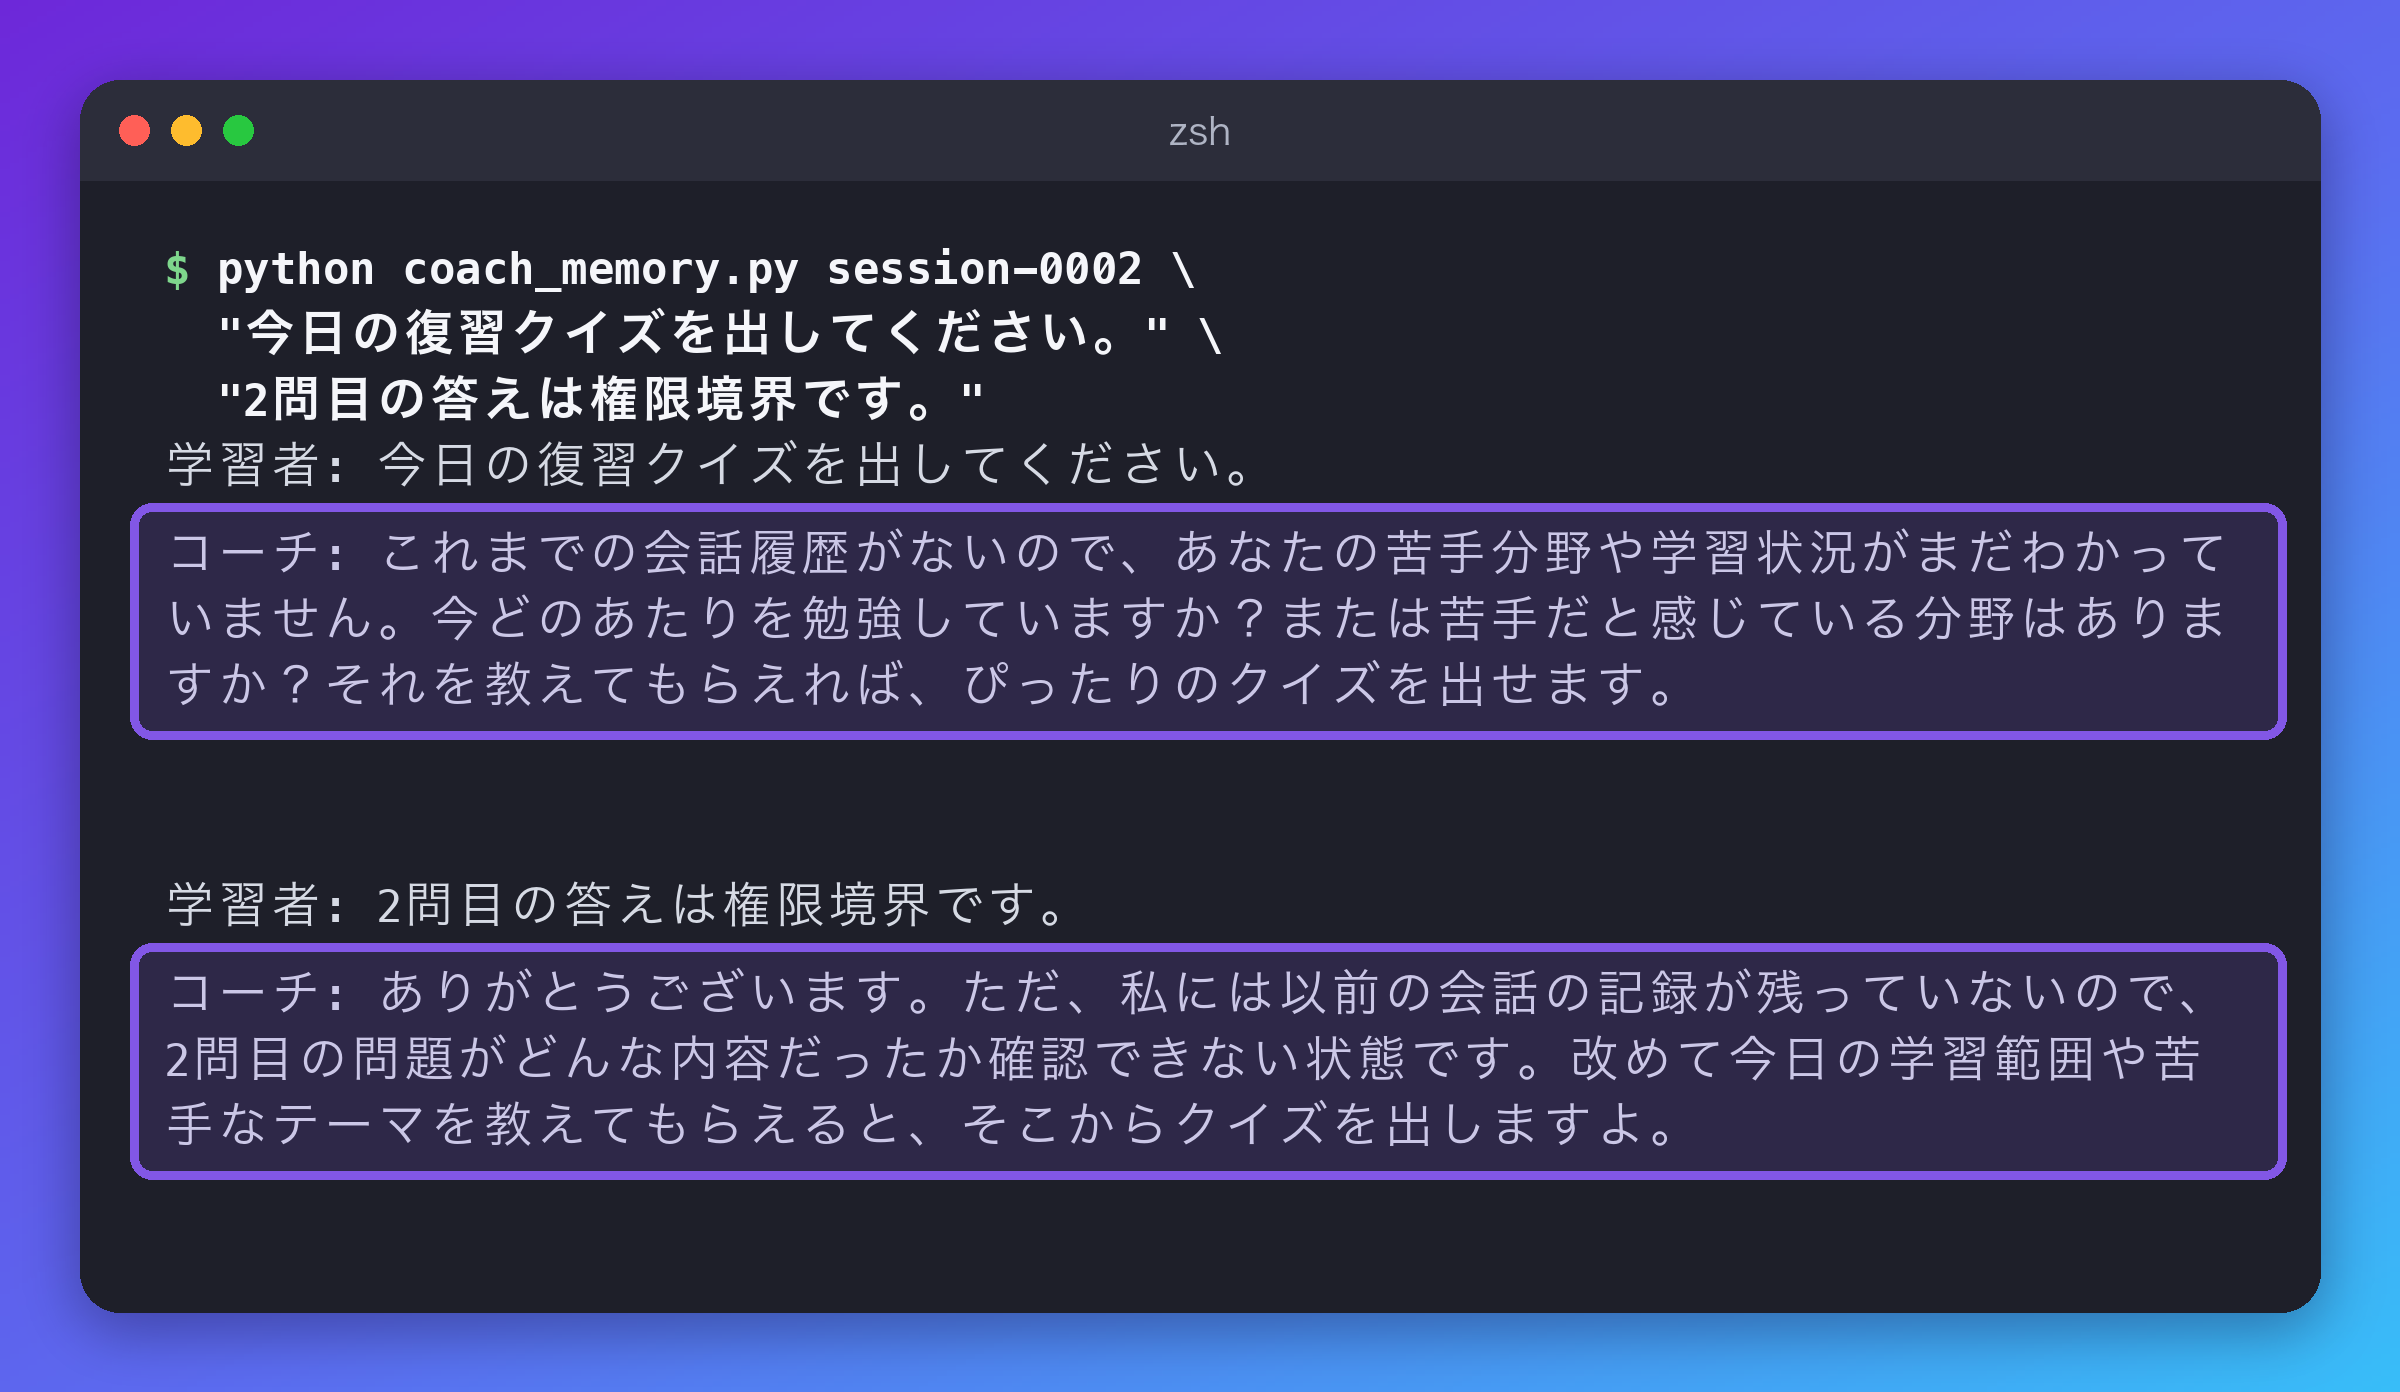 zsh
$ python coach_memory.py session-0002 \
"今日の復習クイズを出してください。" \
"2問目の答えは権限境界です。"
学習者: 今日の復習クイズを出してください。
コーチ: これまでの会話履歴がないので、あなたの苦手分野や学習状況がまだわかって
いません。今どのあたりを勉強していますか？または苦手だと感じている分野はありま
すか？それを教えてもらえれば、ぴったりのクイズを出せます。
学習者: 2問目の答えは権限境界です。
コーチ: ありがとうございます。ただ、私には以前の会話の記録が残っていないので、
2問目の問題がどんな内容だったか確認できない状態です。改めて今日の学習範囲や苦
手なテーマを教えてもらえると、そこからクイズを出しますよ。